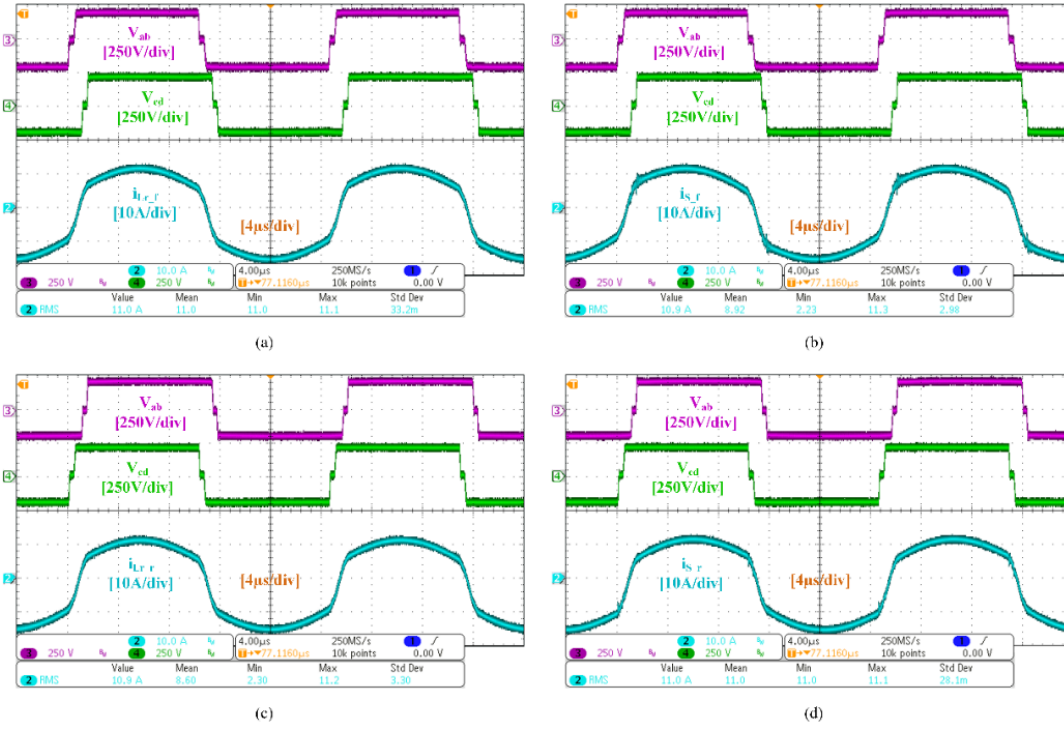 V_ab
[250V/div]
V_cd
[250V/div]
i_Lr_f
[10A/div]
[4µs/div]
2 10.0 A
3 250 V 4 250 V
4.00µs 250MS/s 1
T→▼77.1160µs 10k points 0.00 V
Value Mean Min Max Std Dev
2 RMS 11.0 A 11.0 11.0 11.1 33.2m
(a)
V_ab
[250V/div]
V_cd
[250V/div]
i_S_f
[10A/div]
[4µs/div]
2 10.0 A
3 250 V 4 250 V
4.00µs 250MS/s 1
T→▼77.1160µs 10k points 0.00 V
Value Mean Min Max Std Dev
2 RMS 10.9 A 8.92 2.23 11.3 2.98
(b)
V_ab
[250V/div]
V_cd
[250V/div]
i_Lr_r
[10A/div]
[4µs/div]
2 10.0 A
3 250 V 4 250 V
4.00µs 250MS/s 1
T→▼77.1160µs 10k points 0.00 V
Value Mean Min Max Std Dev
2 RMS 10.9 A 8.60 2.30 11.2 3.30
(c)
V_ab
[250V/div]
V_cd
[250V/div]
i_S_r
[10A/div]
[4µs/div]
2 10.0 A
3 250 V 4 250 V
4.00µs 250MS/s 1
T→▼77.1160µs 10k points 0.00 V
Value Mean Min Max Std Dev
2 RMS 11.0 A 11.0 11.0 11.1 28.1m
(d)